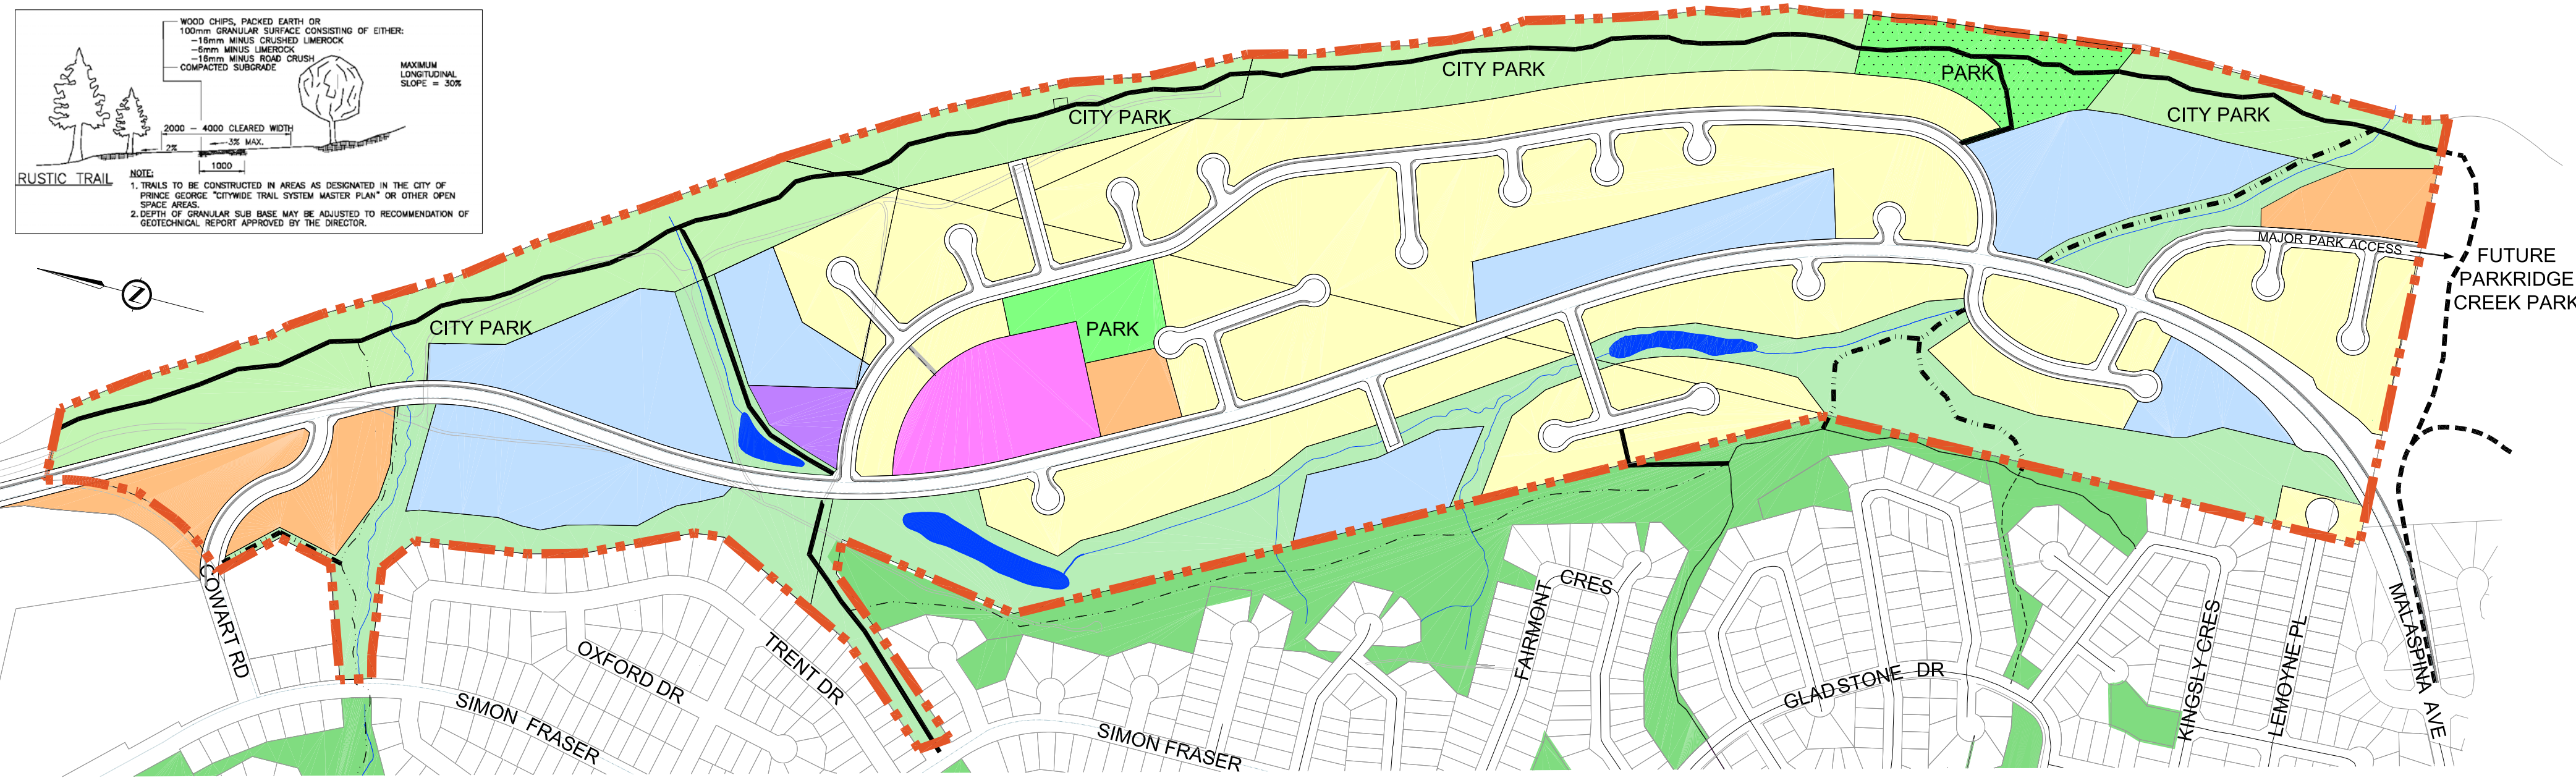 WOOD CHIPS, PACKED EARTH OR
100mm GRANULAR SURFACE CONSISTING OF EITHER:
-16mm MINUS CRUSHED LIMEROCK
-6mm MINUS LIMEROCK
-16mm MINUS ROAD CRUSH
COMPACTED SUBGRADE
MAXIMUM
LONGITUDINAL
SLOPE = 30%
2000 - 4000 CLEARED WIDTH
2%
3% MAX.
1000
RUSTIC TRAIL
NOTE:
1. TRAILS TO BE CONSTRUCTED IN AREAS AS DESIGNATED IN THE CITY OF
PRINCE GEORGE "CITYWIDE TRAIL SYSTEM MASTER PLAN" OR OTHER OPEN
SPACE AREAS.
2. DEPTH OF GRANULAR SUB BASE MAY BE ADJUSTED TO RECOMMENDATION OF
GEOTECHNICAL REPORT APPROVED BY THE DIRECTOR.
Z
CITY PARK
CITY PARK
CITY PARK
PARK
CITY PARK
PARK
MAJOR PARK ACCESS
FUTURE
PARKRIDGE
CREEK PARK
COWART RD
OXFORD DR
TRENT DR
SIMON FRASER
SIMON FRASER
FAIRMONT
CRES
GLADSTONE DR
KINGSLY CRES
LEMOYNE PL
MALASPINA AVE